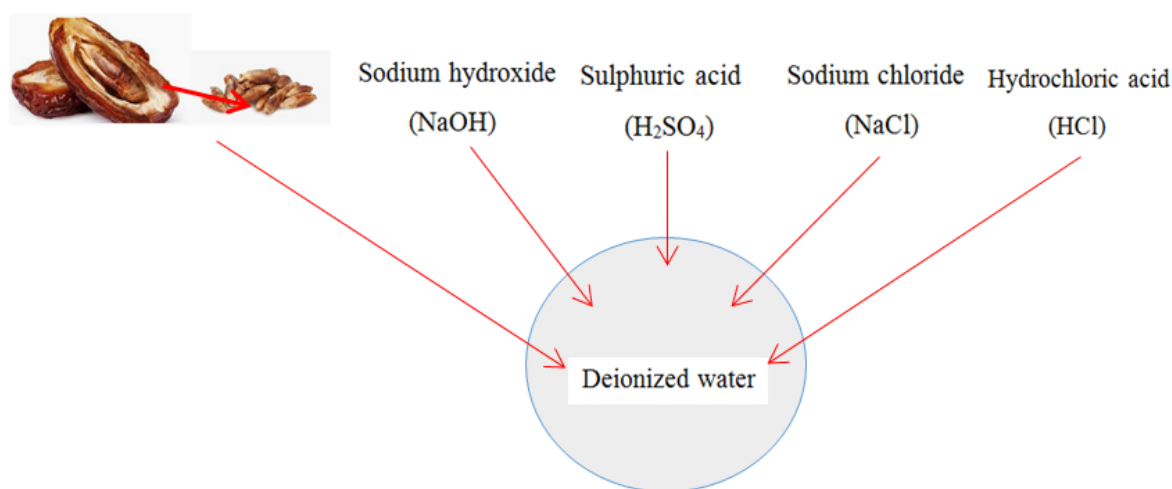 Sodium hydroxide
(NaOH)
Sulphuric acid
(H₂SO₄)
Sodium chloride
(NaCl)
Hydrochloric acid
(HCl)
Deionized water